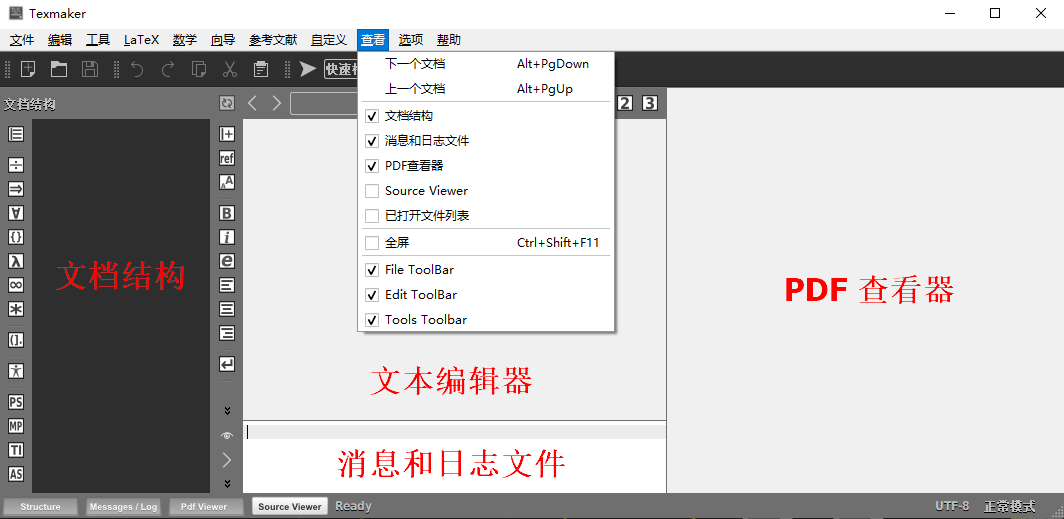 Texmaker
文件 编辑 工具 LaTeX 数学 向导 参考文献 自定义 查看 选项 帮助
快速
文档结构
2 3
下一个文档 Alt+PgDown
上一个文档 Alt+PgUp
文档结构
消息和日志文件
PDF查看器
Source Viewer
已打开文件列表
全屏 Ctrl+Shift+F11
File ToolBar
Edit ToolBar
Tools Toolbar
ref
B
i
e
PS
MP
TI
AS
文档结构
PDF 查看器
文本编辑器
消息和日志文件
Structure Messages / Log Pdf Viewer Source Viewer Ready UTF-8 正常模式